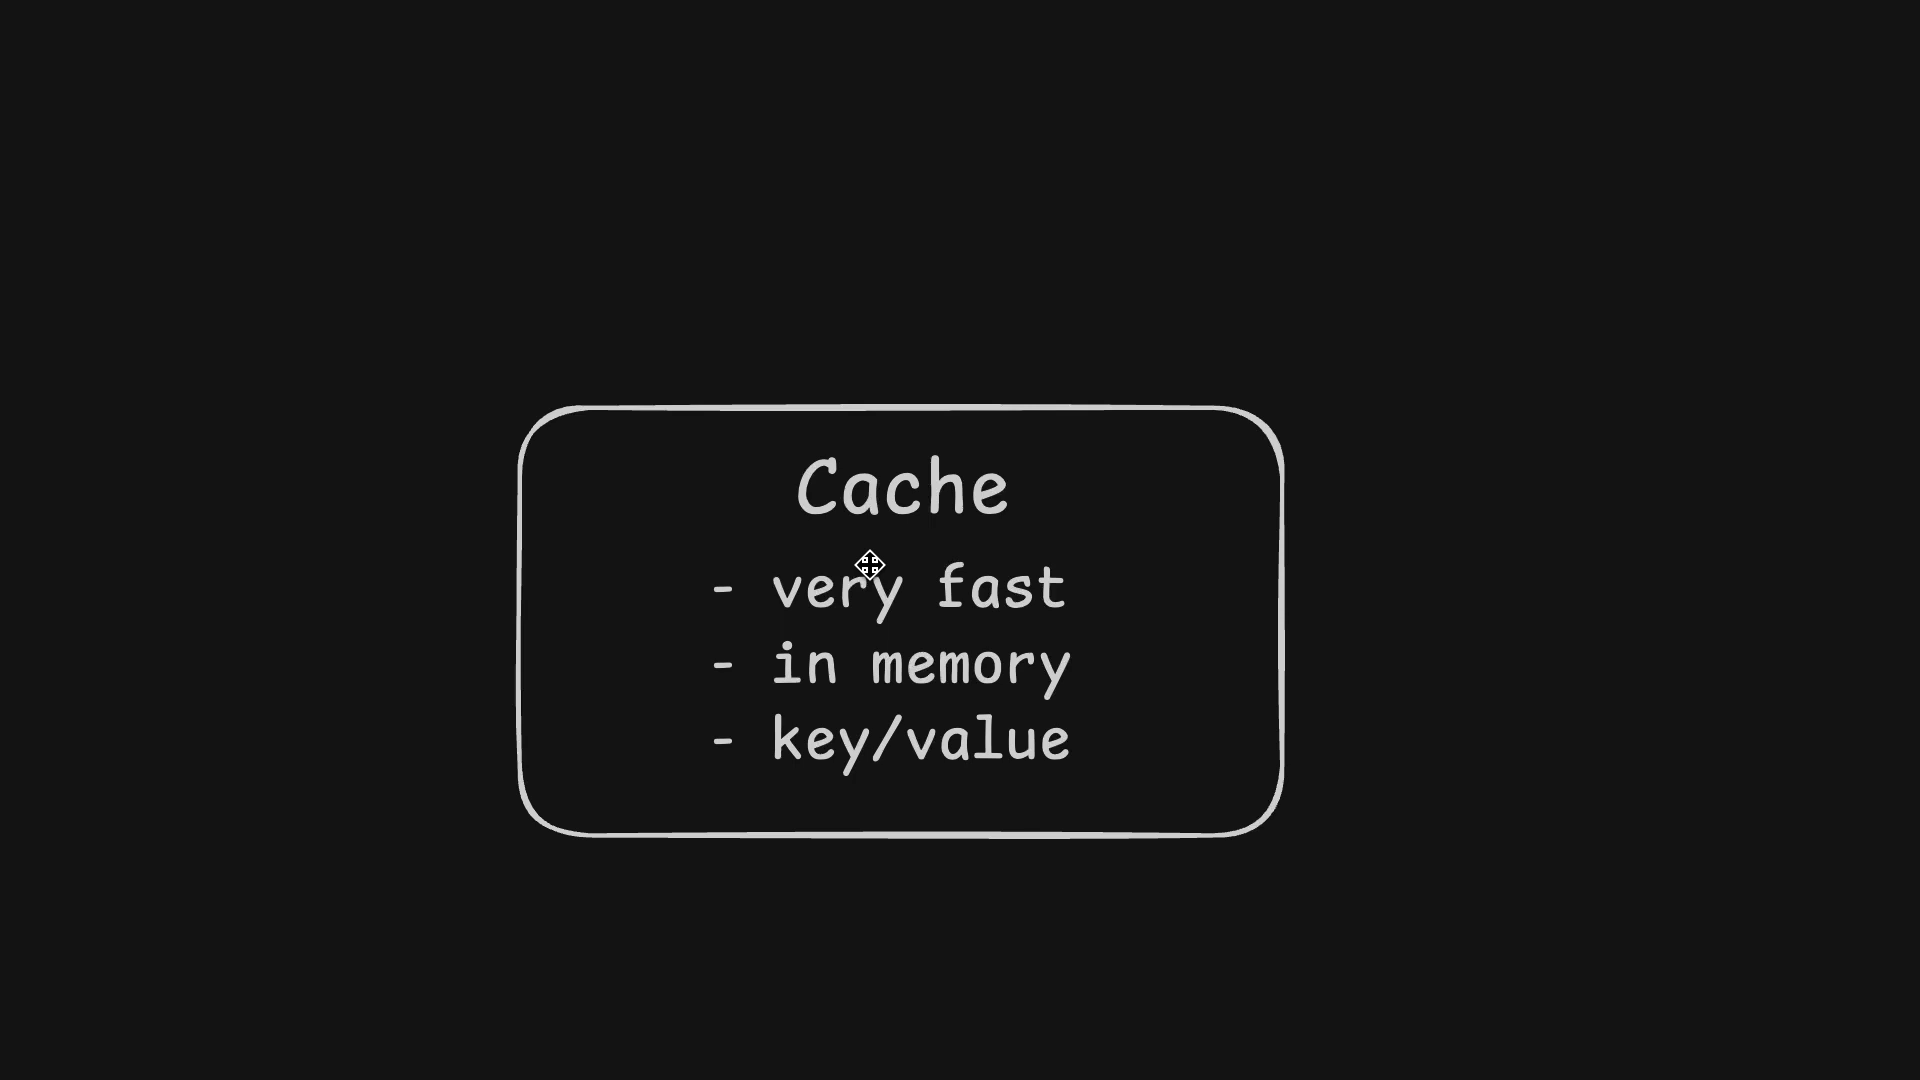 Cache
- very fast
- in memory
- key/value